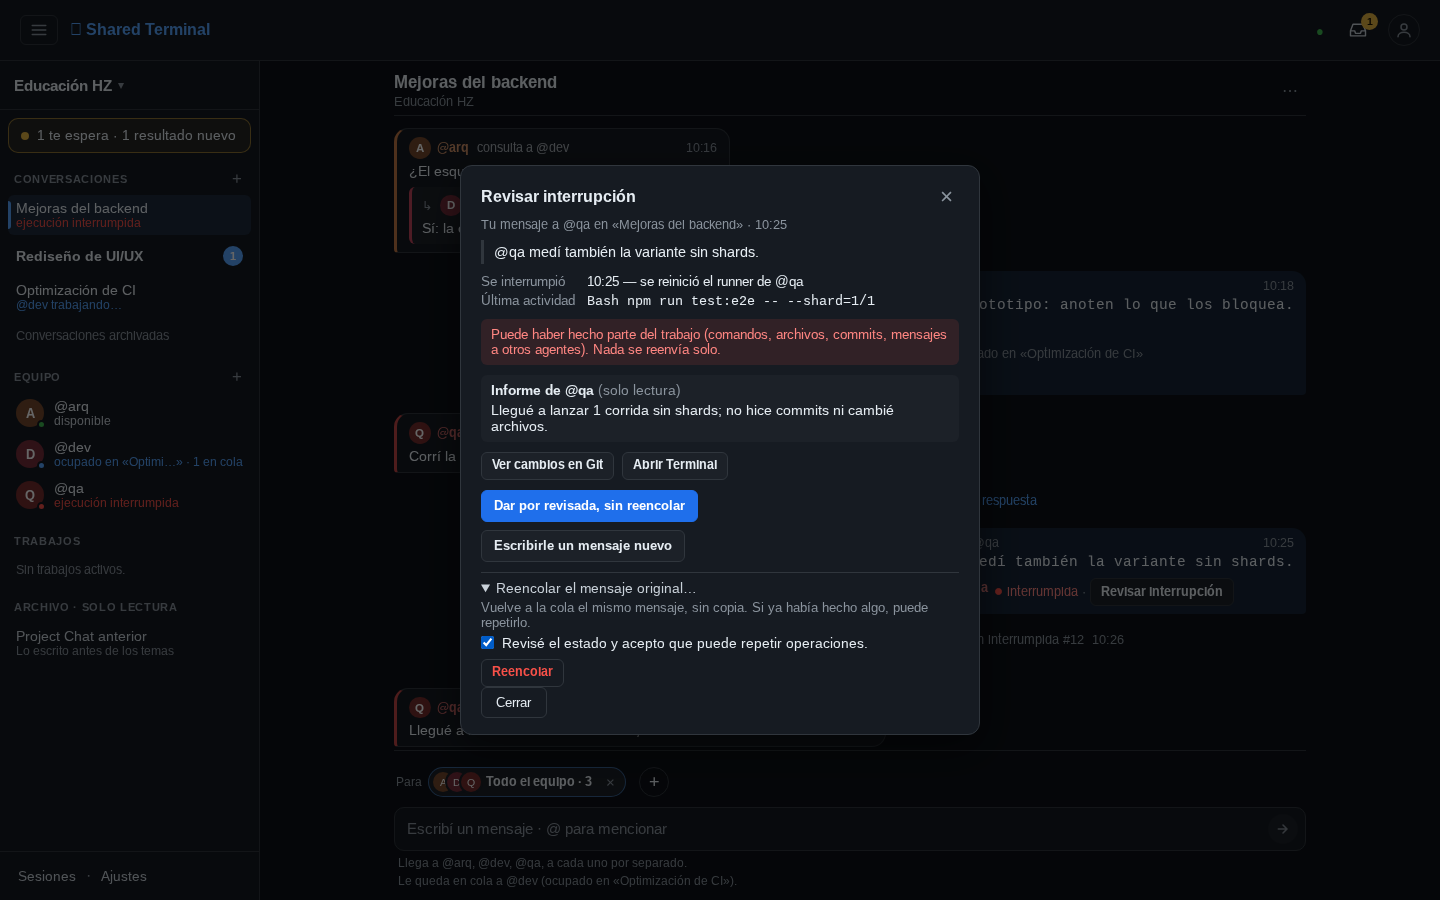 Shared Terminal
1
Educación HZ ▾
1 te espera · 1 resultado nuevo
CONVERSACIONES +
Mejoras del backend
ejecución interrumpida
Rediseño de UI/UX 1
Optimización de CI
@dev trabajando…
Conversaciones archivadas
EQUIPO +
A @arq
disponible
D @dev
ocupado en «Optimi…» · 1 en cola
Q @qa
ejecución interrumpida
TRABAJOS
Sin trabajos activos.
ARCHIVO · SOLO LECTURA
Project Chat anterior
Lo escrito antes de los temas
Sesiones · Ajustes
Mejoras del backend
Educación HZ
…
A @arq consulta a @dev 10:16
¿El esqu
↳ D
Sí: la
10:18
ototipo: anoten lo que los bloquea.
ado en «Optimización de CI»
Q @qa
Corrí la
respuesta
@qa 10:25
edí también la variante sin shards.
a ● interrumpida · Revisar interrupción
n interrumpida #12 10:26
Q @qa
Llegué a
Revisar interrupción ×
Tu mensaje a @qa en «Mejoras del backend» · 10:25
@qa medí también la variante sin shards.
Se interrumpió 10:25 — se reinició el runner de @qa
Última actividad Bash npm run test:e2e -- --shard=1/1
Puede haber hecho parte del trabajo (comandos, archivos, commits, mensajes
a otros agentes). Nada se reenvía solo.
Informe de @qa (solo lectura)
Llegué a lanzar 1 corrida sin shards; no hice commits ni cambié
archivos.
Ver cambios en Git Abrir Terminal
Dar por revisada, sin reencolar
Escribirle un mensaje nuevo
▼ Reencolar el mensaje original…
Vuelve a la cola el mismo mensaje, sin copia. Si ya había hecho algo, puede
repetirlo.
Revisé el estado y acepto que puede repetir operaciones.
Reencolar
Cerrar
Para A D Q Todo el equipo · 3 × +
Escribí un mensaje · @ para mencionar
Llega a @arq, @dev, @qa, a cada uno por separado.
Le queda en cola a @dev (ocupado en «Optimización de CI»).